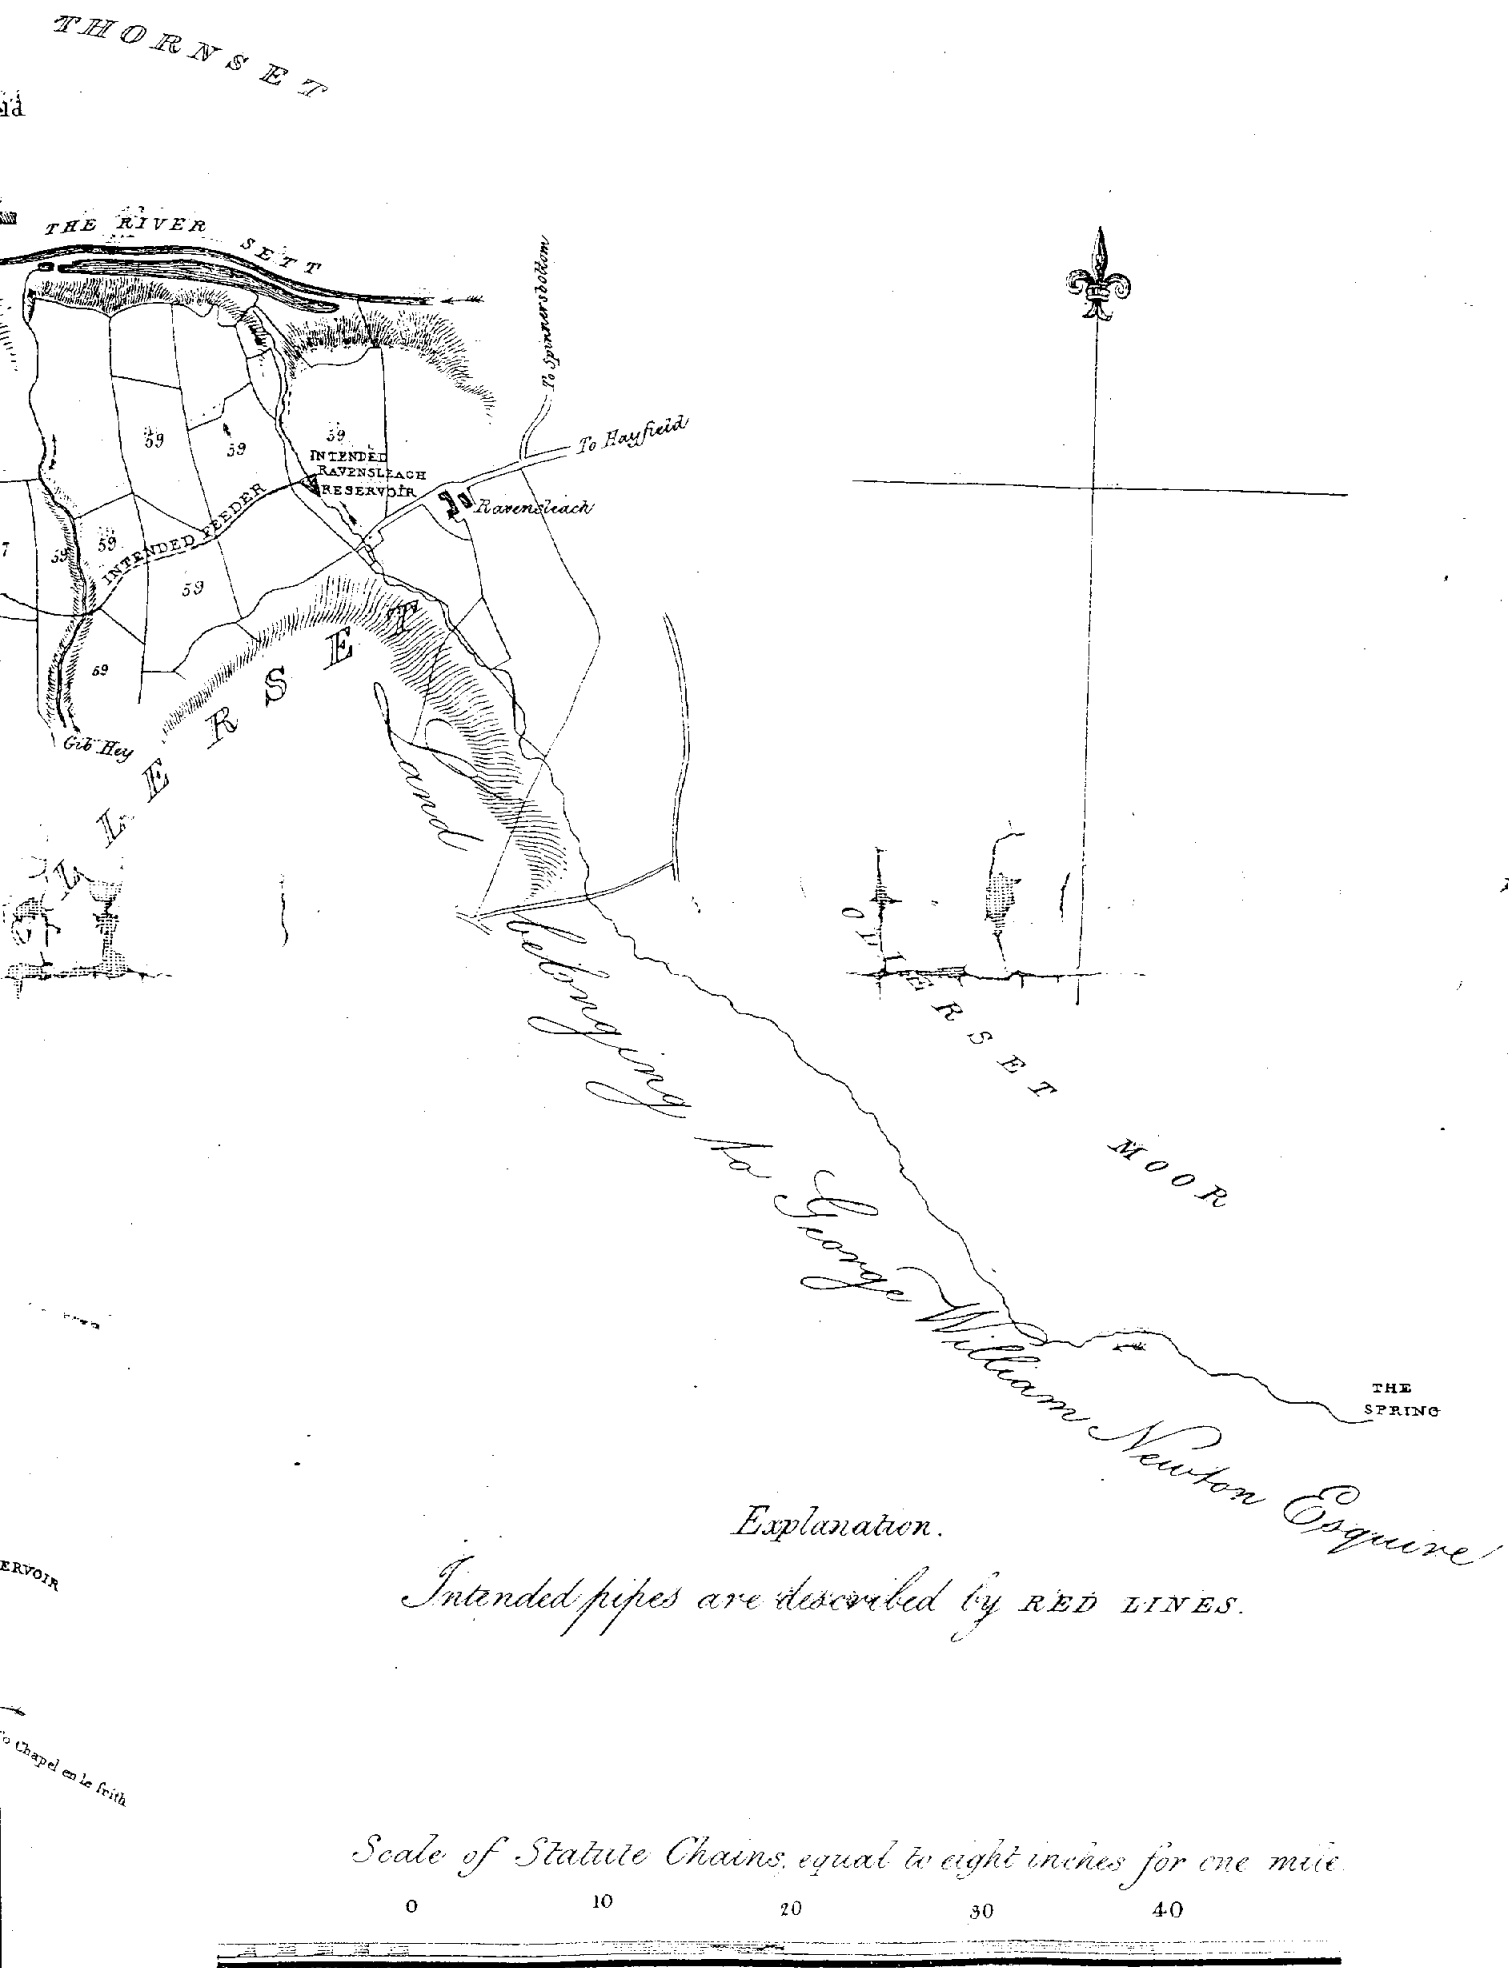 THORNSET
THE RIVER SETT
To Spinnersbottom
To Hayfield
59
59
59
INTENDED
RAVENSLEACH
RESERVOIR
Ravensleach
INTENDED FEEDER
7
59
59
59
59
Gib Hey
LLERSET
Land belonging to George William Newton Esquire
OLLERSET MOOR
THE
SPRING
Explanation.
Intended pipes are described by RED LINES.
ERVOIR
To Chapel en le frith
Scale of Statute Chains, equal to eight inches for one mile.
0 10 20 30 40